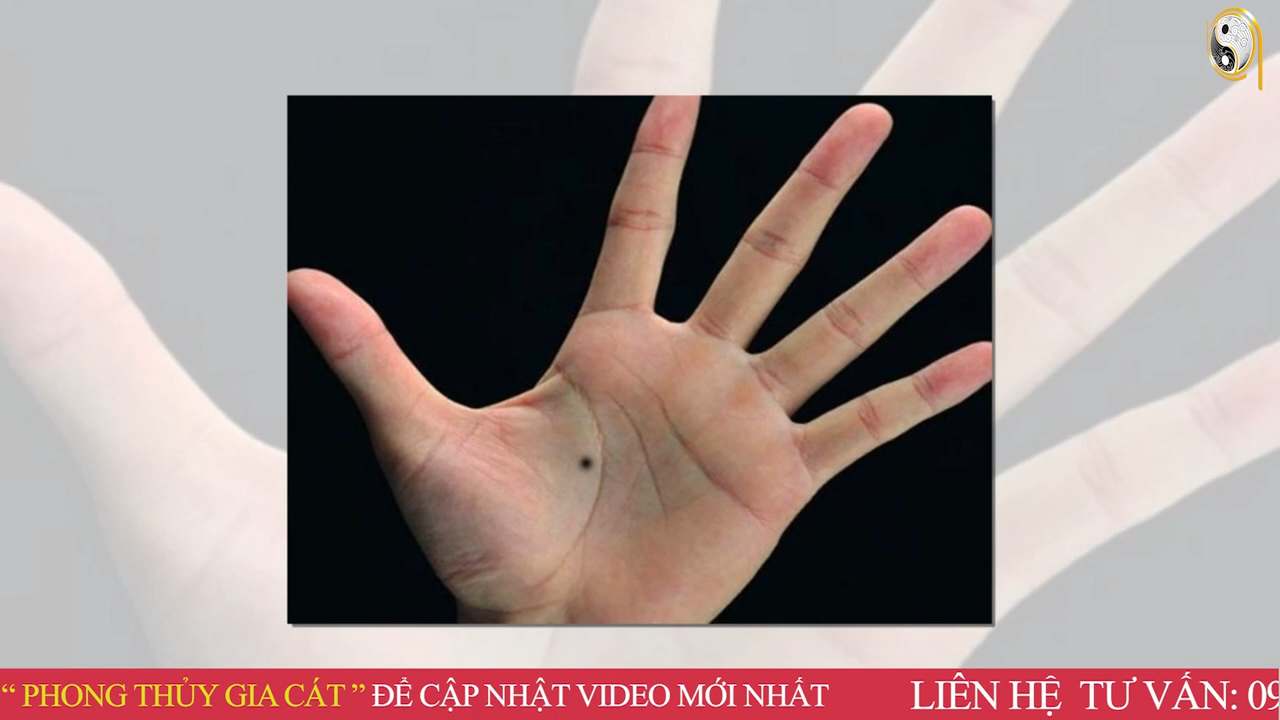 “ PHONG THỦY GIA CÁT ” ĐỂ CẬP NHẬT VIDEO MỚI NHẤT LIÊN HỆ TƯ VẤN: 09